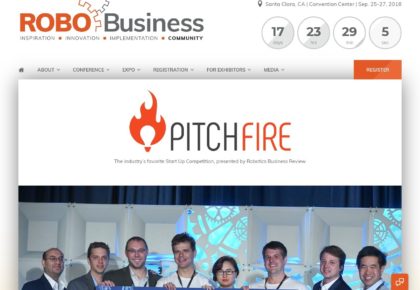 ROBOBusiness
INSPIRATION • INNOVATION • IMPLEMENTATION • COMMUNITY
Santa Clara, CA | Convention Center | Sep. 25-27, 2018
17 23 29 5
days hrs min sec
ABOUT CONFERENCE EXPO REGISTRATION FOR EXHIBITORS MEDIA REGISTER
PITCHFIRE
The industry's favorite Start Up Competition, presented by Robotics Business Review.